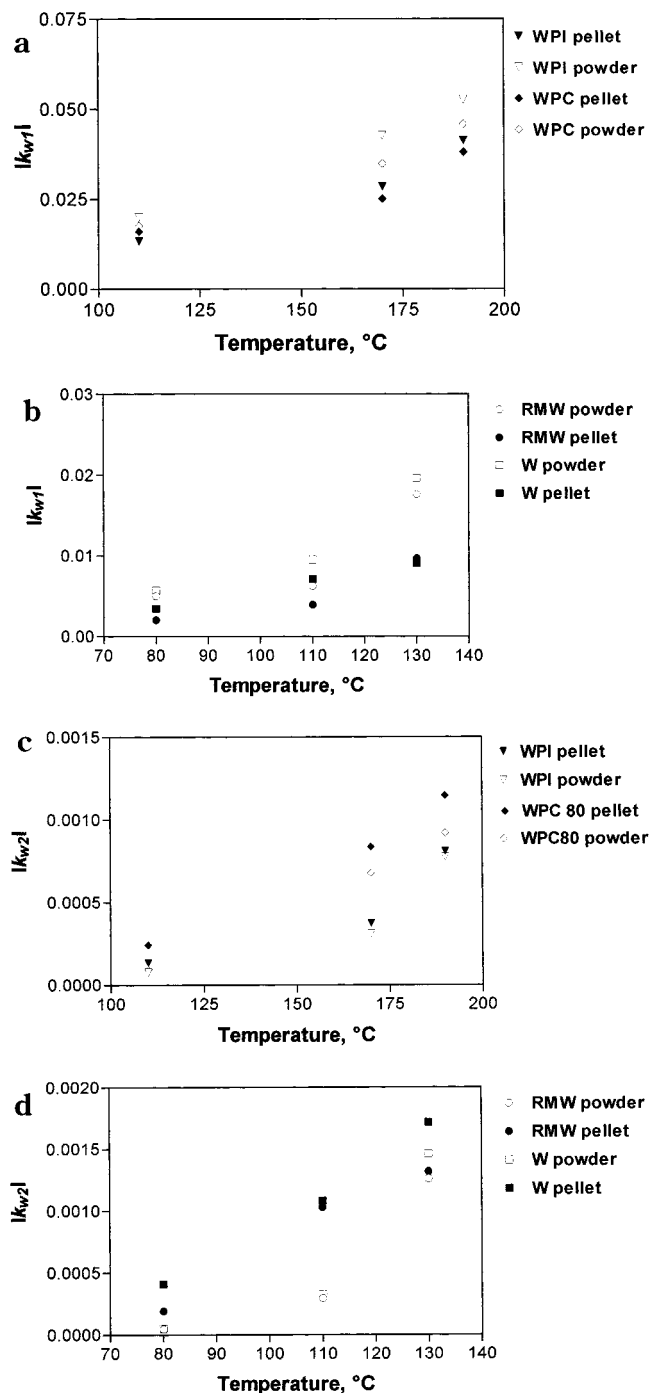 a
0.075
0.050
0.025
0.000
|kw1|
100
125
150
175
200
Temperature, °C
WPI pellet
WPI powder
WPC pellet
WPC powder
b
0.03
0.02
0.01
0.00
|kw1|
70
80
90
100
110
120
130
140
Temperature, °C
RMW powder
RMW pellet
W powder
W pellet
c
0.0015
0.0010
0.0005
0.0000
|kw2|
100
125
150
175
200
Temperature, °C
WPI pellet
WPI powder
WPC 80 pellet
WPC80 powder
d
0.0020
0.0015
0.0010
0.0005
0.0000
|kw2|
70
80
90
100
110
120
130
140
Temperature, °C
RMW powder
RMW pellet
W powder
W pellet